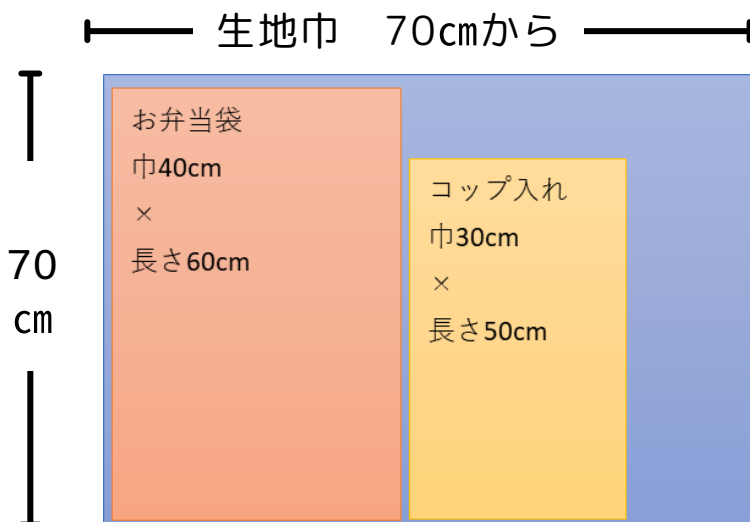 生地巾　70㎝から
70
㎝
お弁当袋
巾40cm
×
長さ60cm
コップ入れ
巾30cm
×
長さ50cm